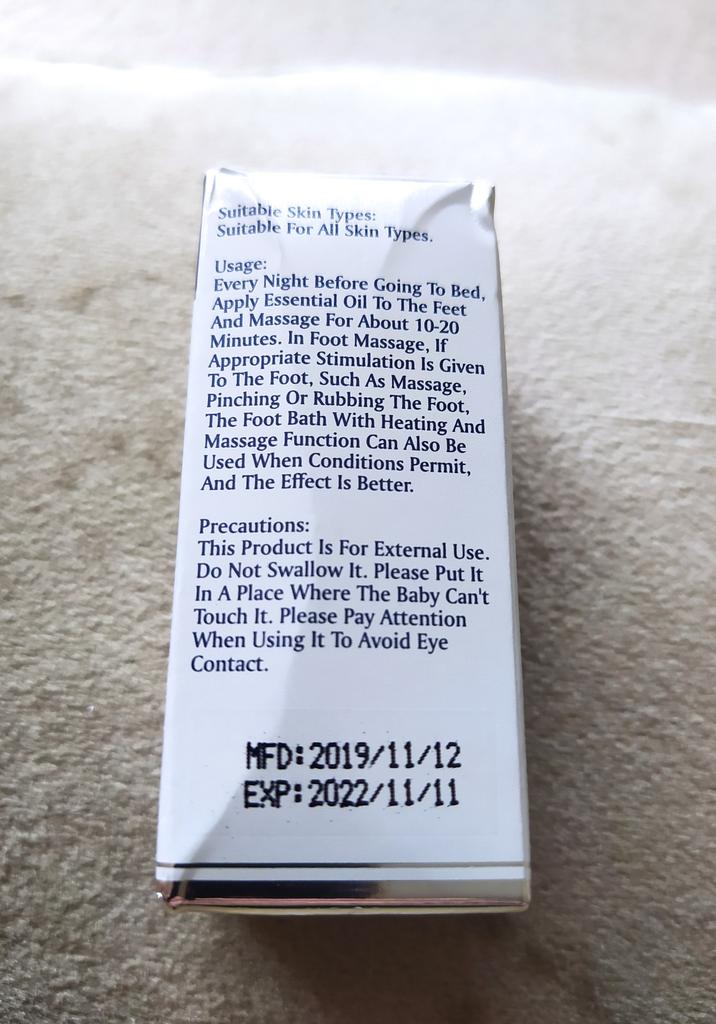 Suitable Skin Types:
Suitable For All Skin Types.
Usage:
Every Night Before Going To Bed,
Apply Essential Oil To The Feet
And Massage For About 10-20
Minutes. In Foot Massage, If
Appropriate Stimulation Is Given
To The Foot, Such As Massage,
Pinching Or Rubbing The Foot,
The Foot Bath With Heating And
Massage Function Can Also Be
Used When Conditions Permit,
And The Effect Is Better.
Precautions:
This Product Is For External Use.
Do Not Swallow It. Please Put It
In A Place Where The Baby Can't
Touch It. Please Pay Attention
When Using It To Avoid Eye
Contact.
MFD:2019/11/12
EXP:2022/11/11